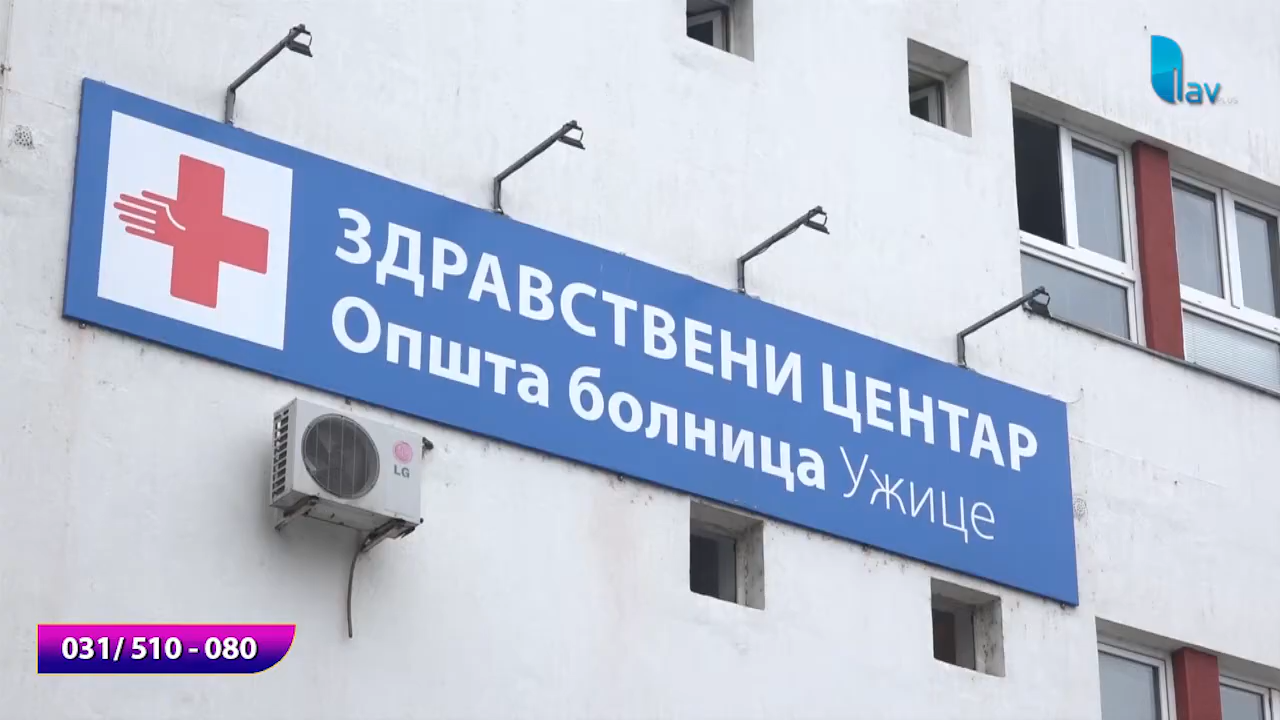 lav
ЗДРАВСТВЕНИ ЦЕНТАР
Општа болница Ужице
LG
031/ 510 - 080